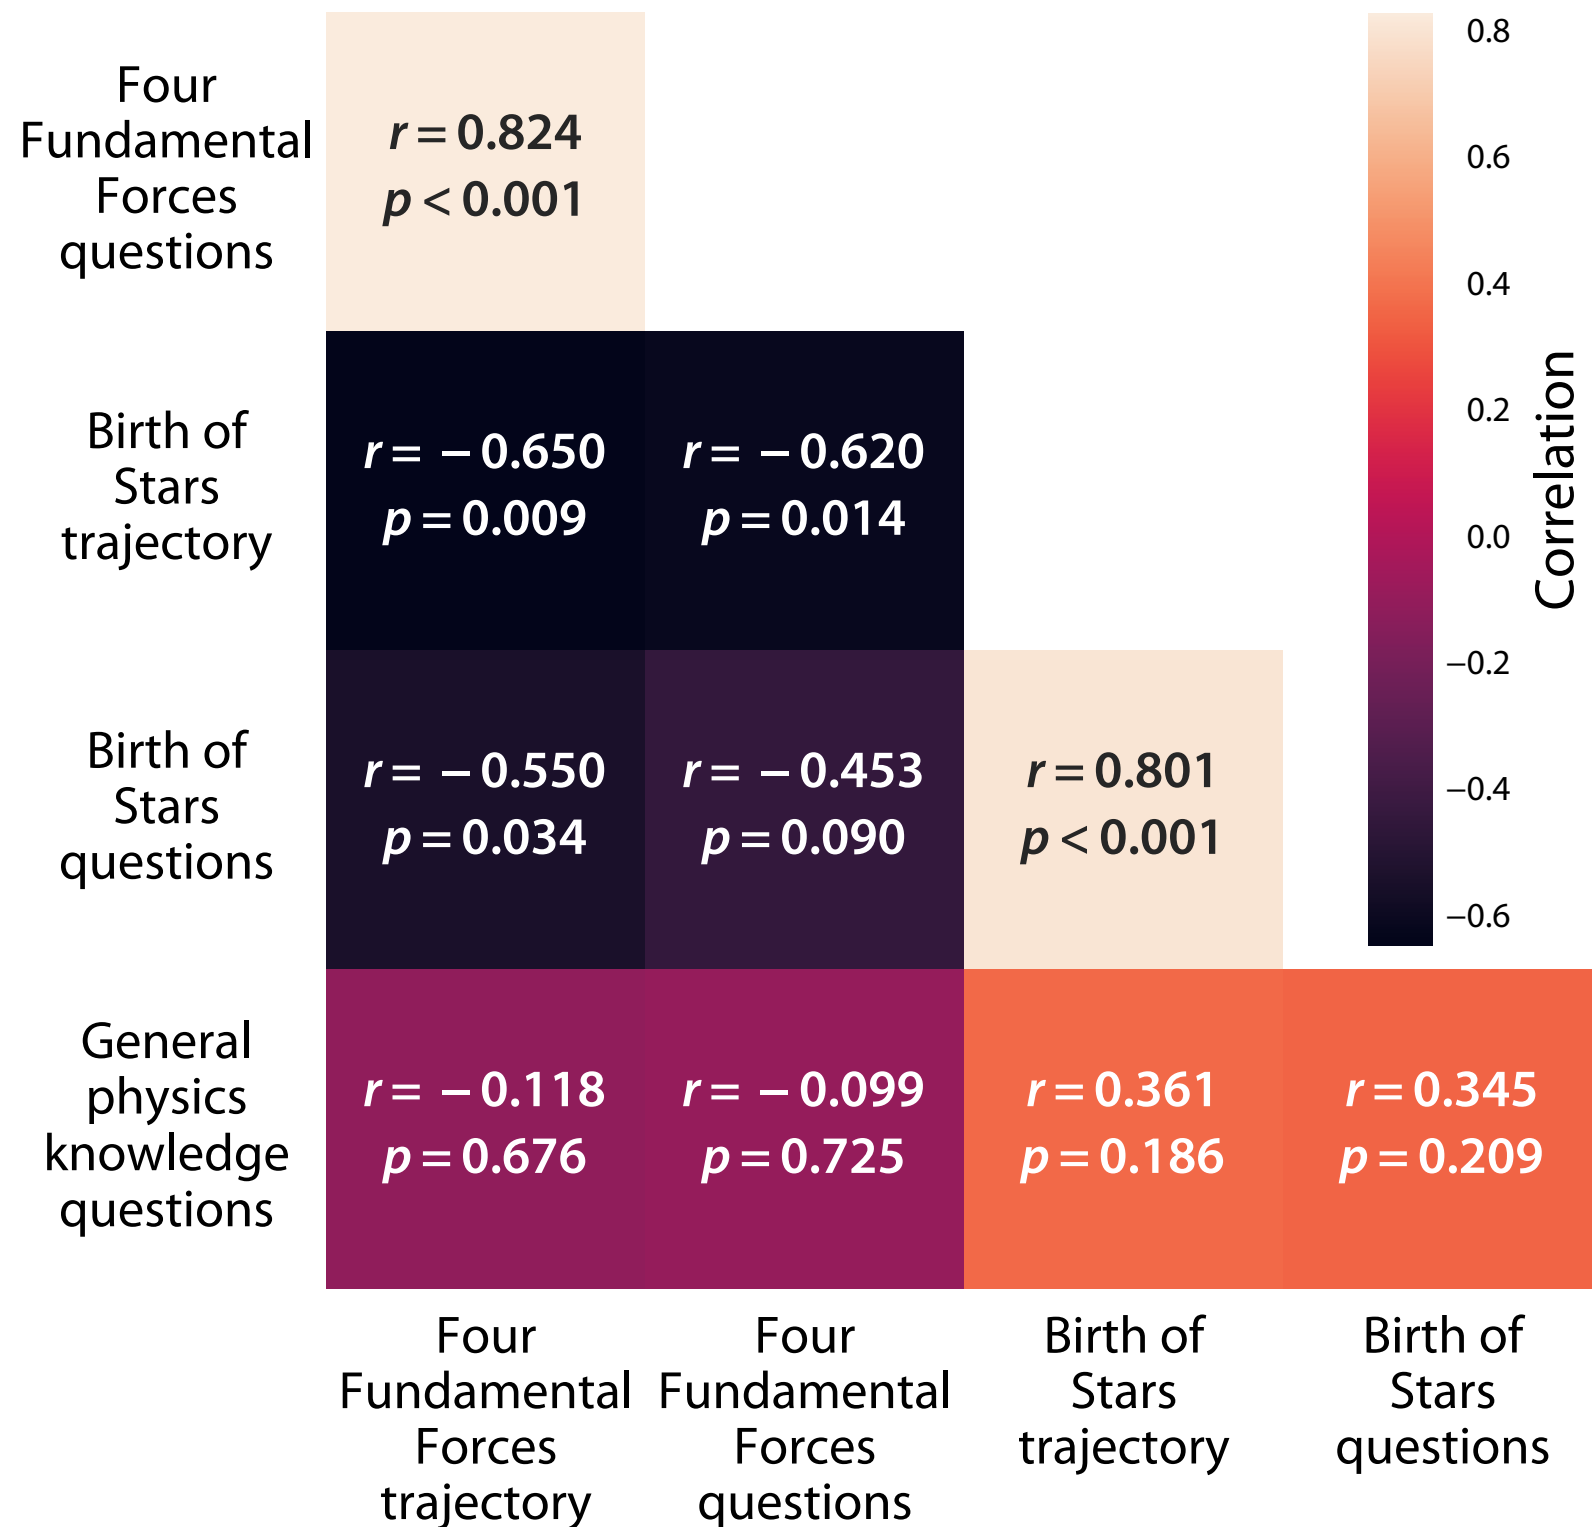 Four
Fundamental
Forces
questions
r = 0.824
p < 0.001
Birth of
Stars
trajectory
r = − 0.650
p = 0.009
r = − 0.620
p = 0.014
Birth of
Stars
questions
r = − 0.550
p = 0.034
r = − 0.453
p = 0.090
r = 0.801
p < 0.001
General
physics
knowledge
questions
r = − 0.118
p = 0.676
r = − 0.099
p = 0.725
r = 0.361
p = 0.186
r = 0.345
p = 0.209
Four
Fundamental
Forces
trajectory
Four
Fundamental
Forces
questions
Birth of
Stars
trajectory
Birth of
Stars
questions
0.8
0.6
0.4
0.2
0.0
−0.2
−0.4
−0.6
Correlation